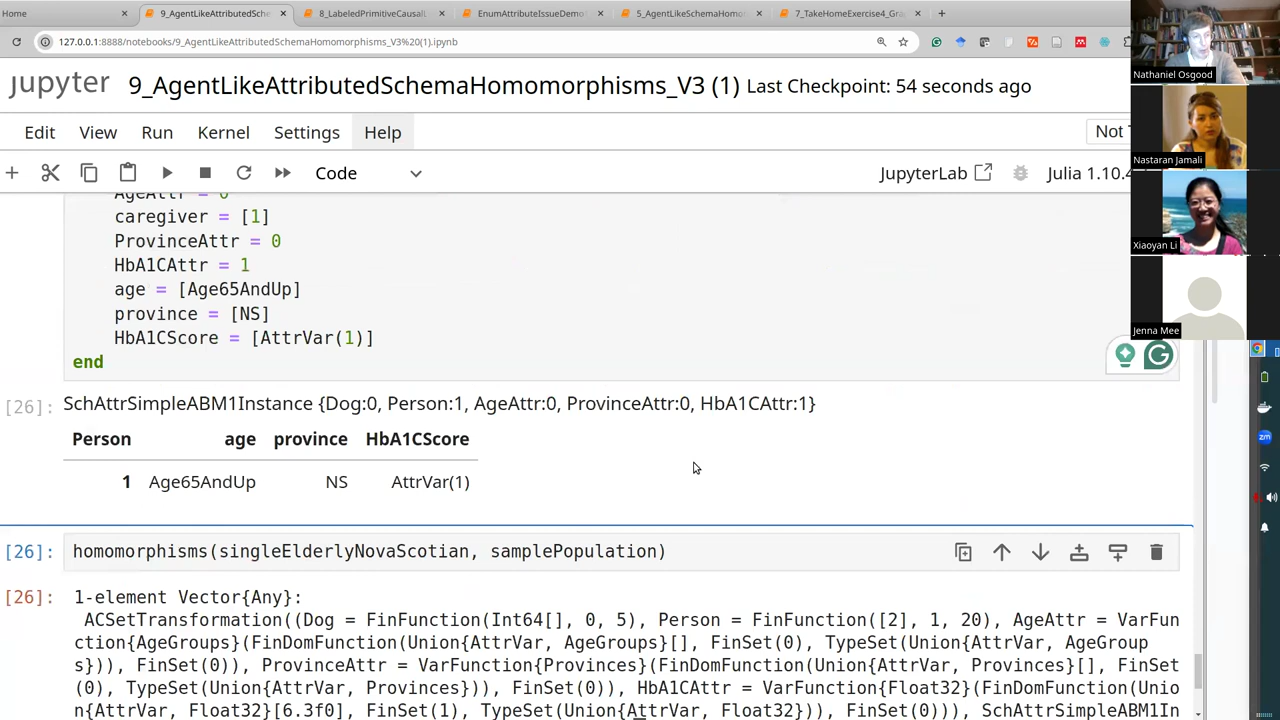 Home
9_AgentLikeAttributedSche
8_LabeledPrimitiveCausal
EnumAttributeIssueDemo
5_AgentLikeSchemaHomo
7_TakeHomeExercise4_Gra
127.0.0.1:8888/notebooks/9_AgentLikeAttributedSchemaHomomorphisms_V3%20(1).ipynb
jupyter 9_AgentLikeAttributedSchemaHomomorphisms_V3 (1) Last Checkpoint: 54 seconds ago
Edit View Run Kernel Settings Help Not
Code JupyterLab Julia 1.10.4
AgeAttr = 0
caregiver = [1]
ProvinceAttr = 0
HbA1CAttr = 1
age = [Age65AndUp]
province = [NS]
HbA1CScore = [AttrVar(1)]
end
[26]: SchAttrSimpleABM1Instance {Dog:0, Person:1, AgeAttr:0, ProvinceAttr:0, HbA1CAttr:1}
Person age province HbA1CScore
1 Age65AndUp NS AttrVar(1)
[26]: homomorphisms(singleElderlyNovaScotian, samplePopulation)
[26]: 1-element Vector{Any}:
ACSetTransformation((Dog = FinFunction(Int64[], 0, 5), Person = FinFunction([2], 1, 20), AgeAttr = VarFun
ction{AgeGroups}(FinDomFunction(Union{AttrVar, AgeGroups}[], FinSet(0), TypeSet(Union{AttrVar, AgeGroup
s})), FinSet(0)), ProvinceAttr = VarFunction{Provinces}(FinDomFunction(Union{AttrVar, Provinces}[], FinSet
(0), TypeSet(Union{AttrVar, Provinces})), FinSet(0)), HbA1CAttr = VarFunction{Float32}(FinDomFunction(Unio
n{AttrVar, Float32}[6.3f0], FinSet(1), TypeSet(Union{AttrVar, Float32})), FinSet(0))), SchAttrSimpleABM1In
Nathaniel Osgood
Nastaran Jamali
Xiaoyan Li
Jenna Mee